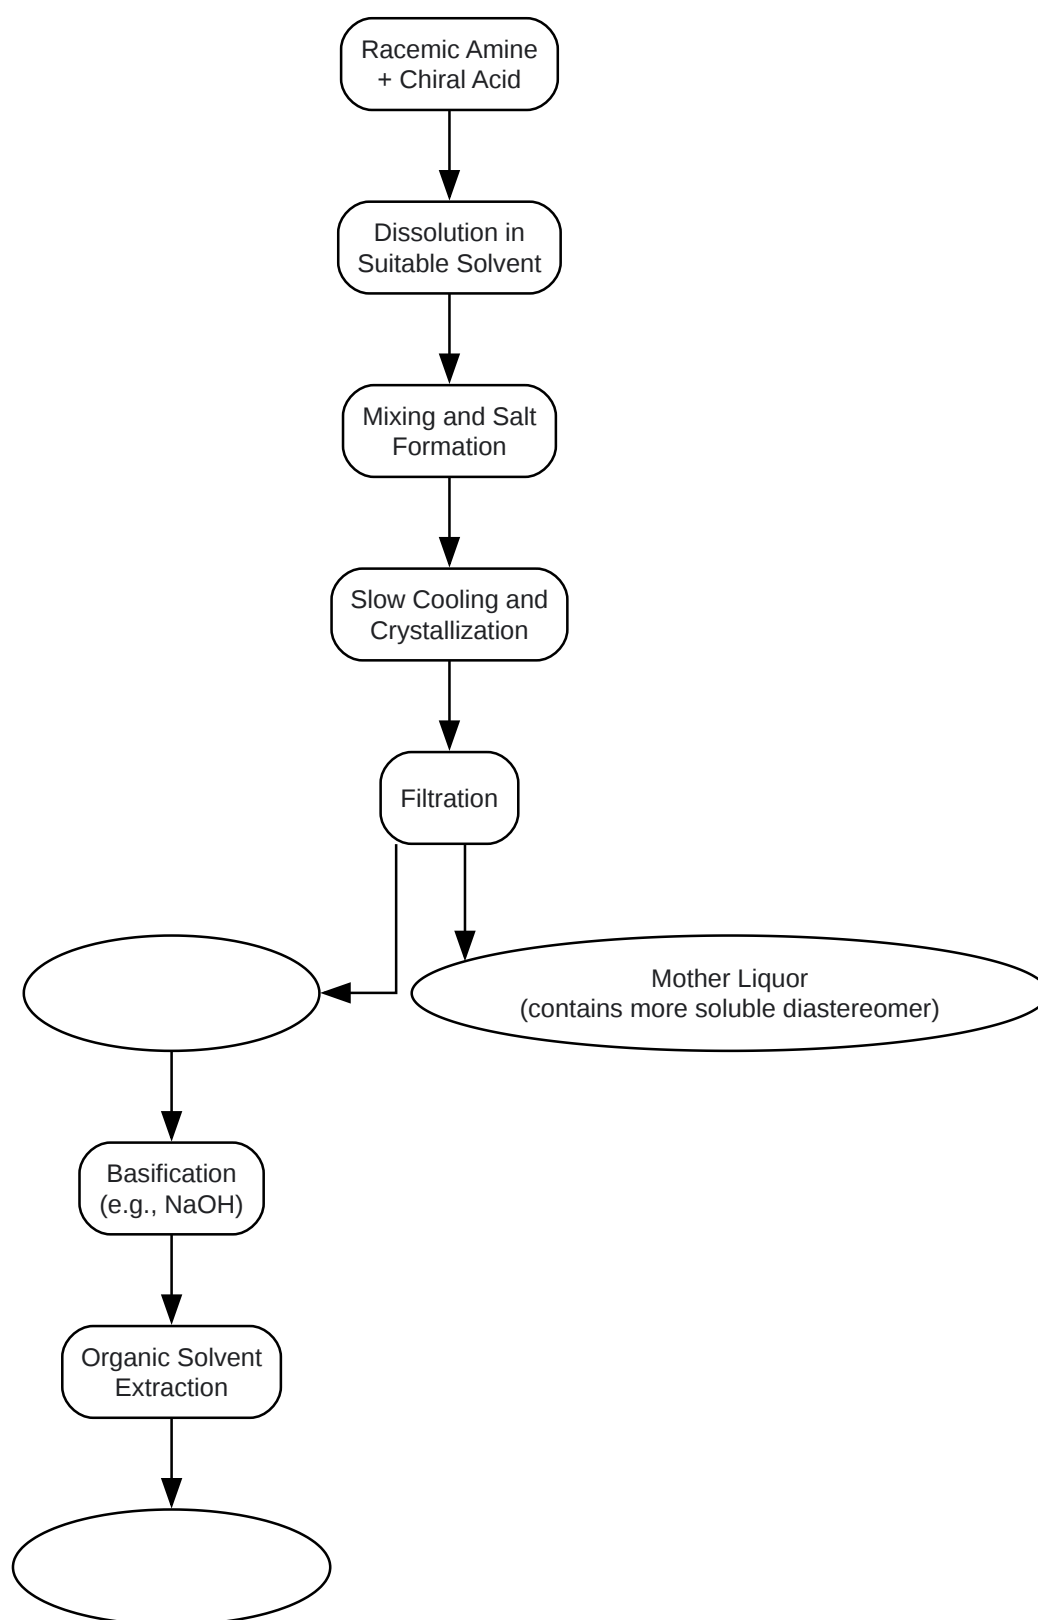 Racemic Amine
+ Chiral Acid
Dissolution in
Suitable Solvent
Mixing and Salt
Formation
Slow Cooling and
Crystallization
Filtration
Mother Liquor
(contains more soluble diastereomer)
Basification
(e.g., NaOH)
Organic Solvent
Extraction